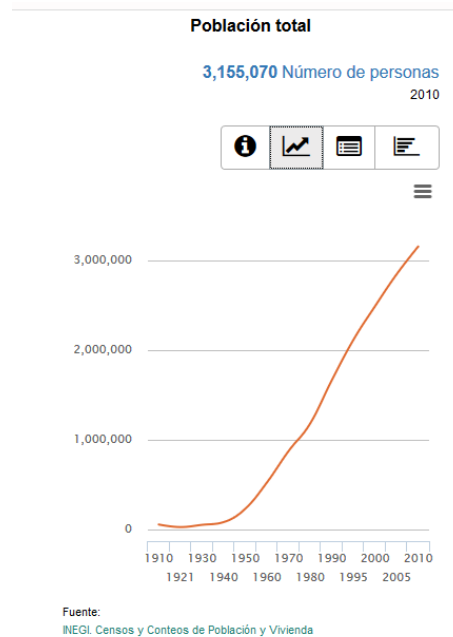 Población total
3,155,070 Número de personas
2010
3,000,000
2,000,000
1,000,000
0
1910 1930 1950 1970 1990 2000 2010
1921 1940 1960 1980 1995 2005
Fuente:
INEGI. Censos y Conteos de Población y Vivienda